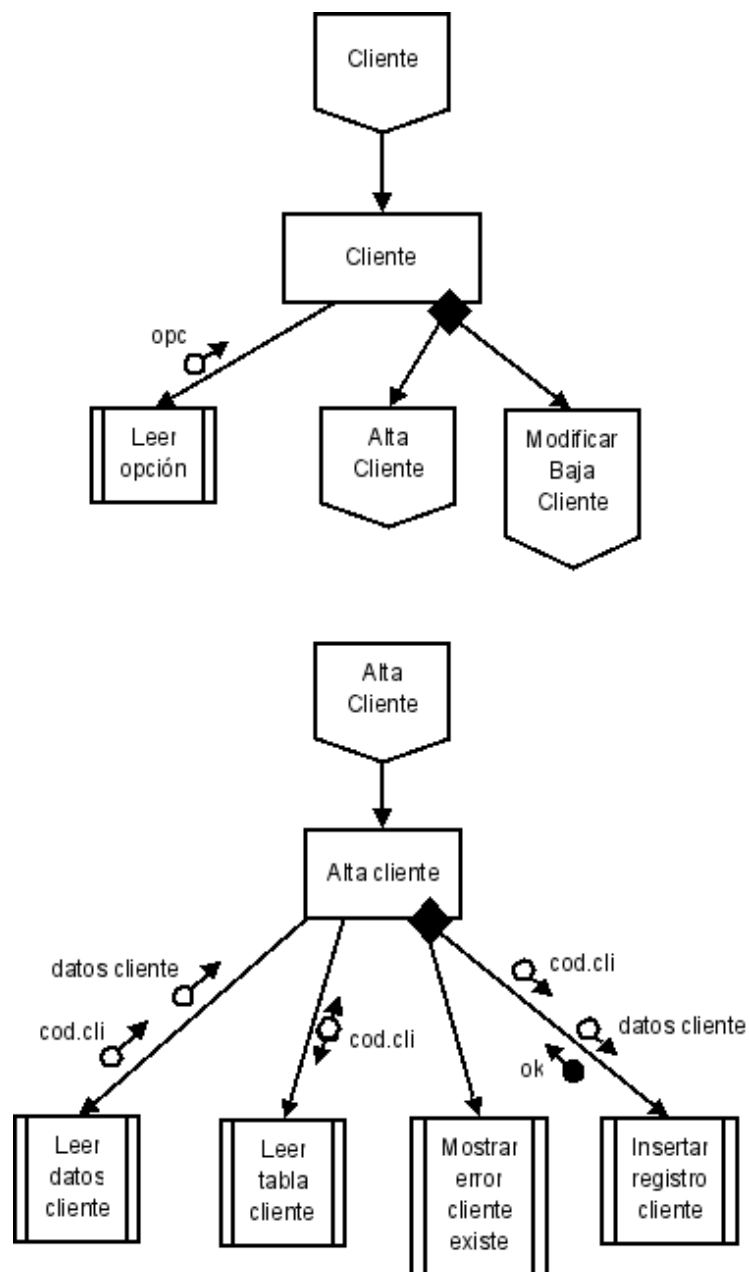 Cliente
Cliente
opc
Leer
opción
Alta
Cliente
Modificar
Baja
Cliente
Alta
Cliente
Alta cliente
datos cliente
cod.cli
cod.cli
cod.cli
datos cliente
ok
Leer
datos
cliente
Leer
tabla
cliente
Mostrar
error
cliente
existe
Insertar
registro
cliente